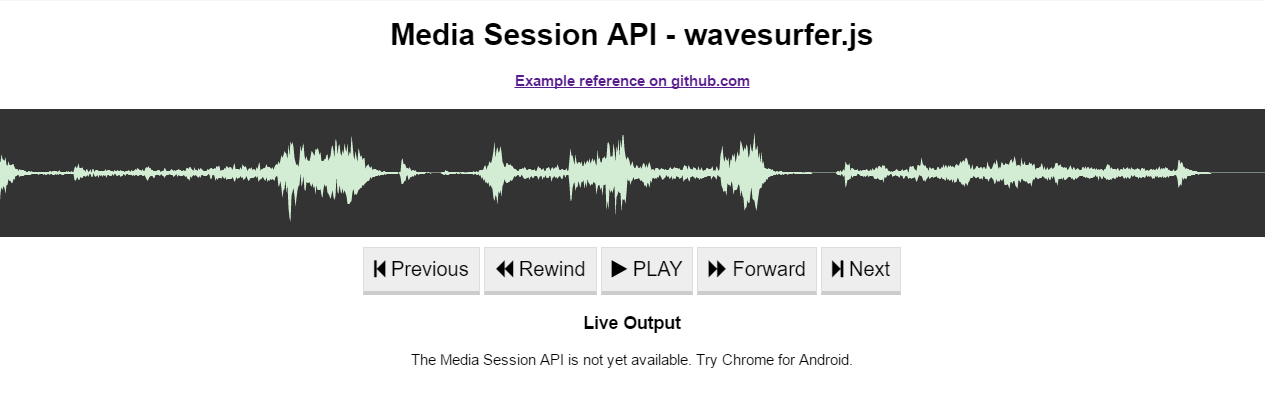 Media Session API - wavesurfer.js
Example reference on github.com
Previous Rewind PLAY Forward Next
Live Output
The Media Session API is not yet available. Try Chrome for Android.